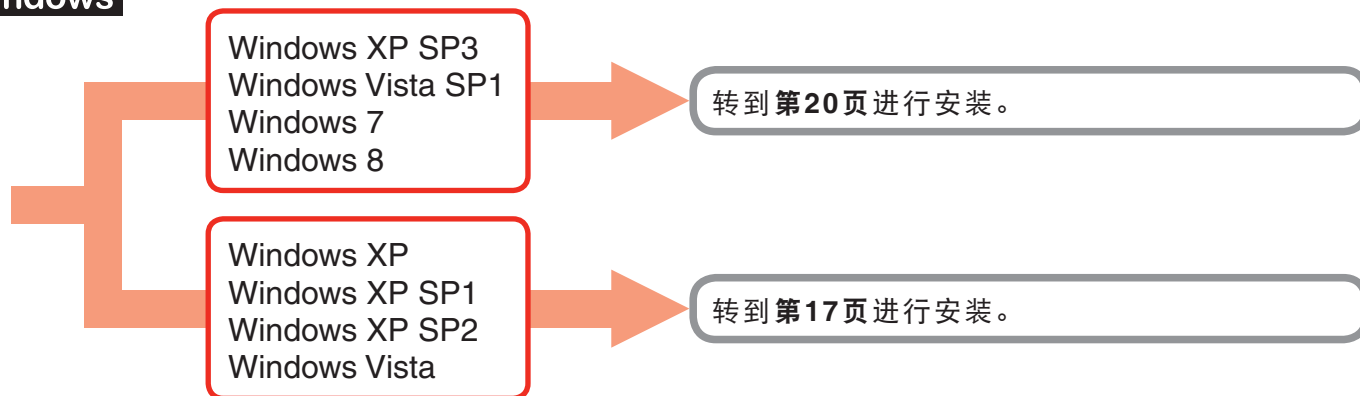 ndows
Windows XP SP3
Windows Vista SP1
Windows 7
Windows 8
转到第20页进行安装。
Windows XP
Windows XP SP1
Windows XP SP2
Windows Vista
转到第17页进行安装。